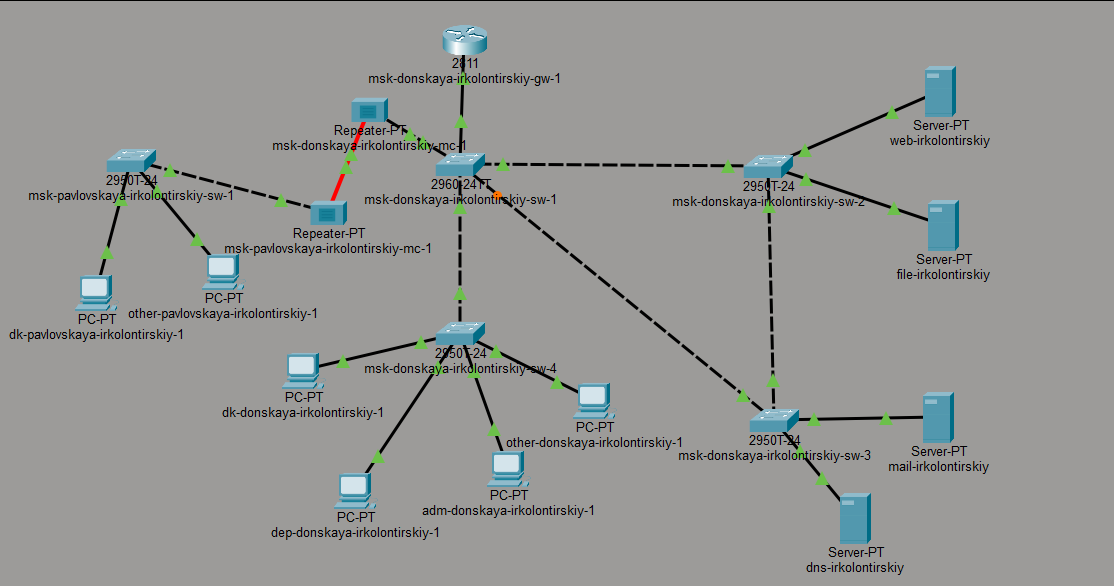 2811
msk-donskaya-irkolontirskiy-gw-1
Repeater-PT
msk-donskaya-irkolontirskiy-mc-1
2950T-24
msk-pavlovskaya-irkolontirskiy-sw-1
2960-24TT
msk-donskaya-irkolontirskiy-sw-1
2950T-24
msk-donskaya-irkolontirskiy-sw-2
Server-PT
web-irkolontirskiy
Repeater-PT
msk-pavlovskaya-irkolontirskiy-mc-1
Server-PT
file-irkolontirskiy
PC-PT
other-pavlovskaya-irkolontirskiy-1
PC-PT
dk-pavlovskaya-irkolontirskiy-1
2950T-24
msk-donskaya-irkolontirskiy-sw-4
PC-PT
dk-donskaya-irkolontirskiy-1
PC-PT
other-donskaya-irkolontirskiy-1
2950T-24
msk-donskaya-irkolontirskiy-sw-3
Server-PT
mail-irkolontirskiy
PC-PT
adm-donskaya-irkolontirskiy-1
PC-PT
dep-donskaya-irkolontirskiy-1
Server-PT
dns-irkolontirskiy